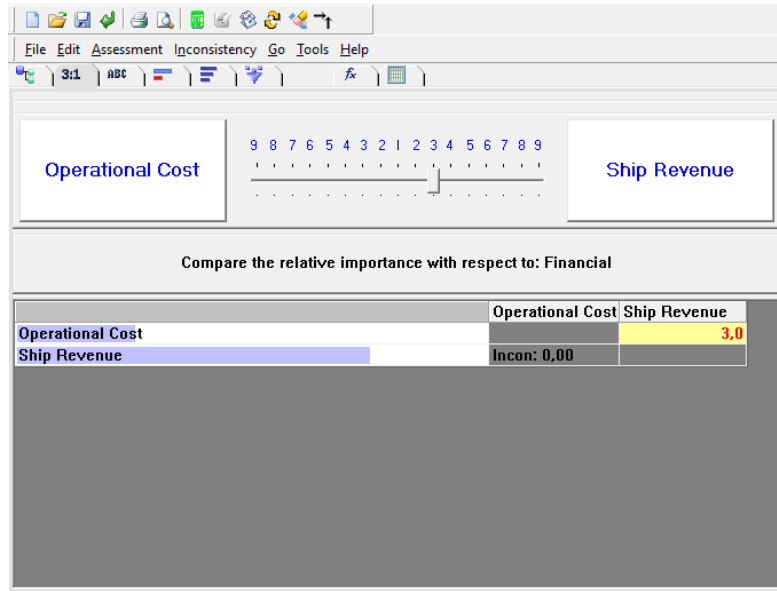 File Edit Assessment Inconsistency Go Tools Help
3:1 ABC fx
9 8 7 6 5 4 3 2 1 2 3 4 5 6 7 8 9
Operational Cost
Ship Revenue
Compare the relative importance with respect to: Financial
Operational Cost Ship Revenue
Operational Cost 3,0
Ship Revenue Incon: 0,00